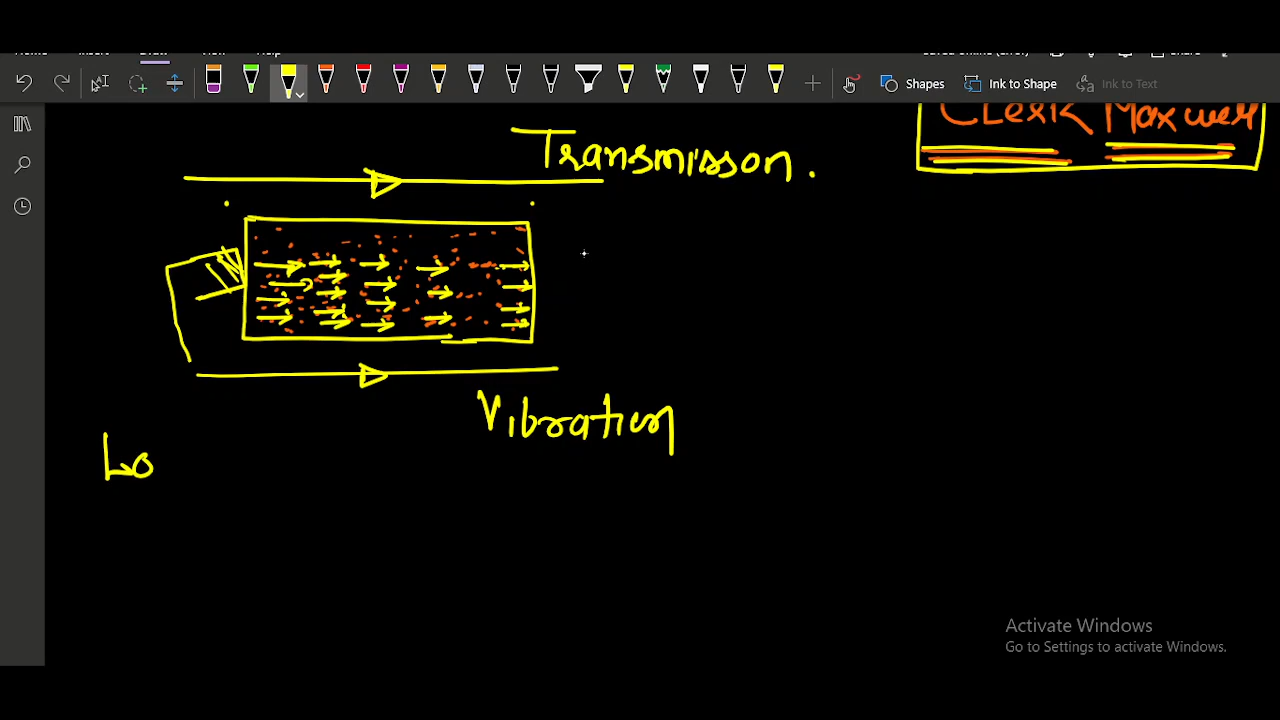 Shapes
Ink to Shape
Ink to Text
CLerk Maxwell
Transmisson.
Vibration
Lo
Activate Windows
Go to Settings to activate Windows.